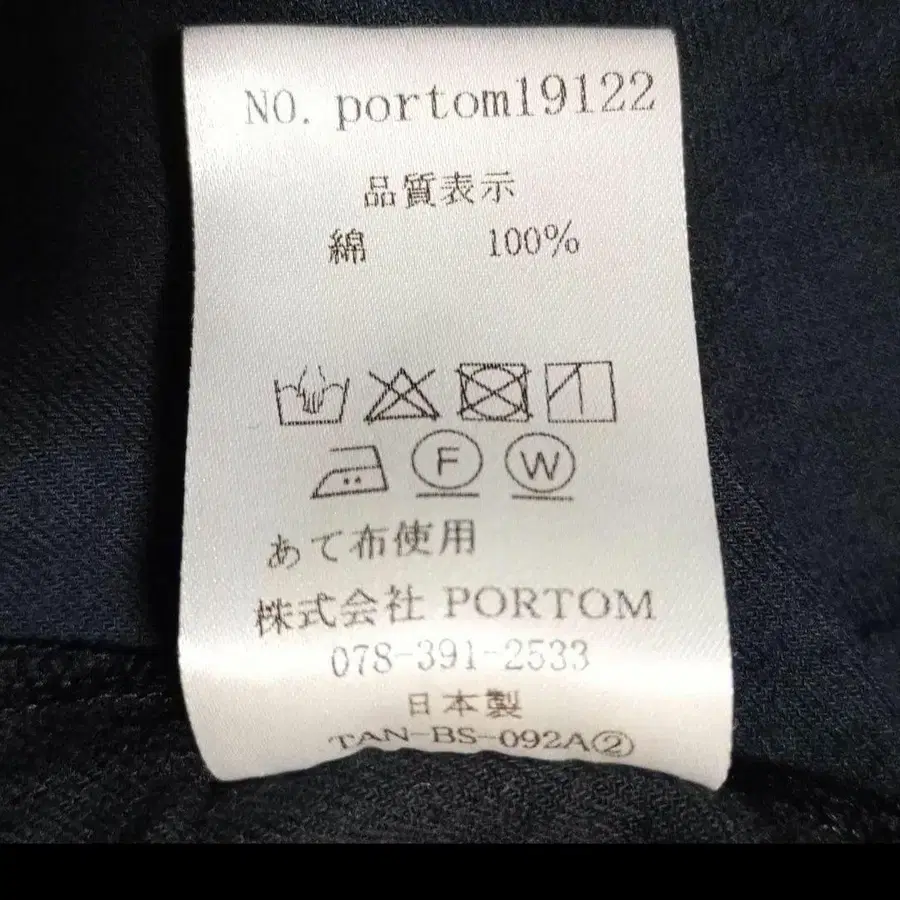 NO. portom19122
品質表示
綿 100%
F W
あて布使用
株式会社 PORTOM
078-391-2533
日本製
TAN-BS-092A②